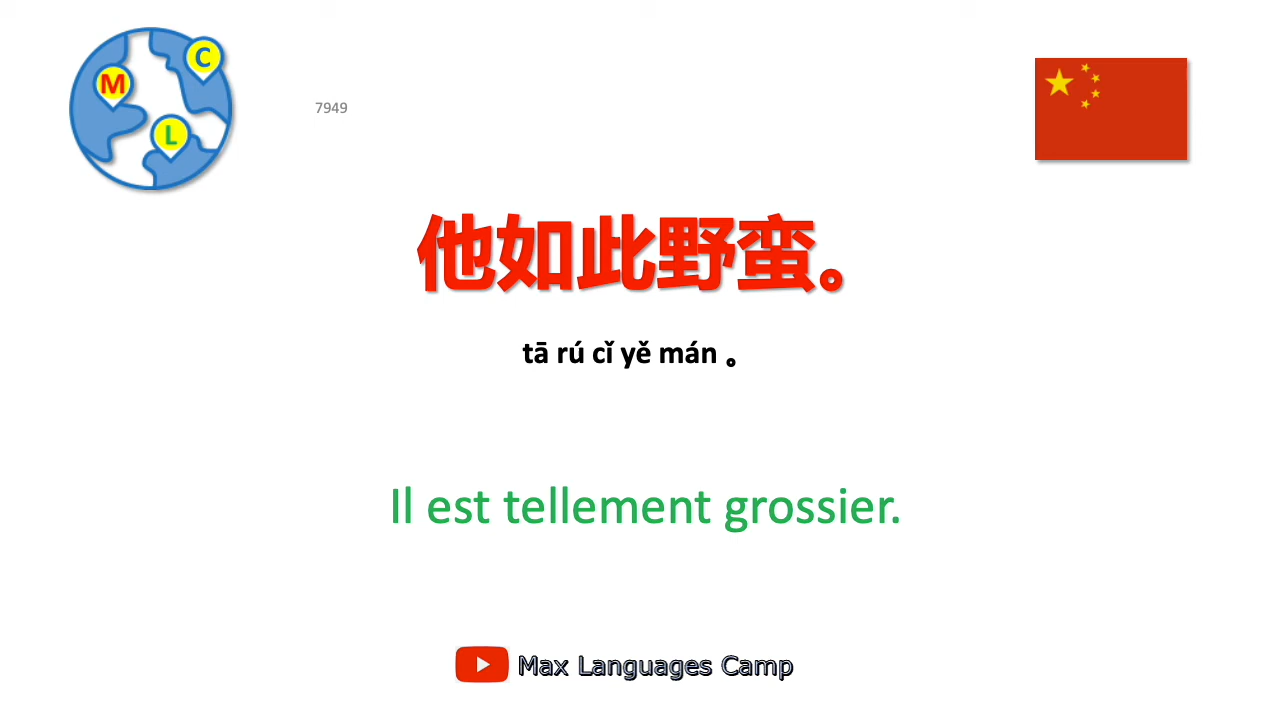 M
C
L
7949
他如此野蛮。
tā rú cǐ yě mán 。
Il est tellement grossier.
Max Languages Camp